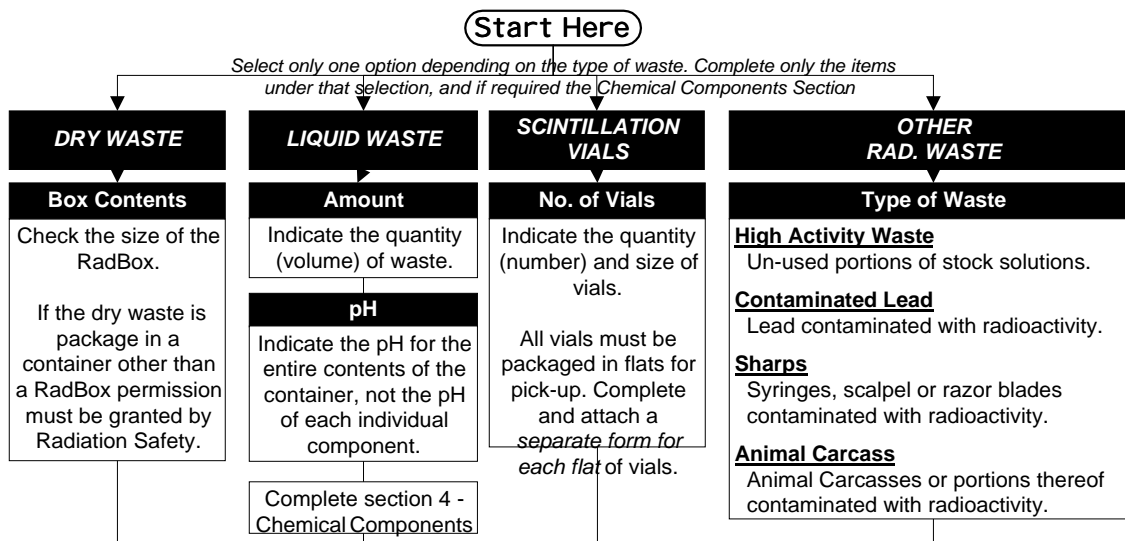 Start Here
Select only one option depending on the type of waste. Complete only the items
under that selection, and if required the Chemical Components Section
DRY WASTE
Box Contents
Check the size of the
RadBox.
If the dry waste is
package in a
container other than
a RadBox permission
must be granted by
Radiation Safety.
LIQUID WASTE
Amount
Indicate the quantity
(volume) of waste.
pH
Indicate the pH for the
entire contents of the
container, not the pH
of each individual
component.
Complete section 4 -
Chemical Components
SCINTILLATION
VIALS
No. of Vials
Indicate the quantity
(number) and size of
vials.
All vials must be
packaged in flats for
pick-up. Complete
and attach a
separate form for
each flat of vials.
OTHER
RAD. WASTE
Type of Waste
High Activity Waste
Un-used portions of stock solutions.
Contaminated Lead
Lead contaminated with radioactivity.
Sharps
Syringes, scalpel or razor blades
contaminated with radioactivity.
Animal Carcass
Animal Carcasses or portions thereof
contaminated with radioactivity.